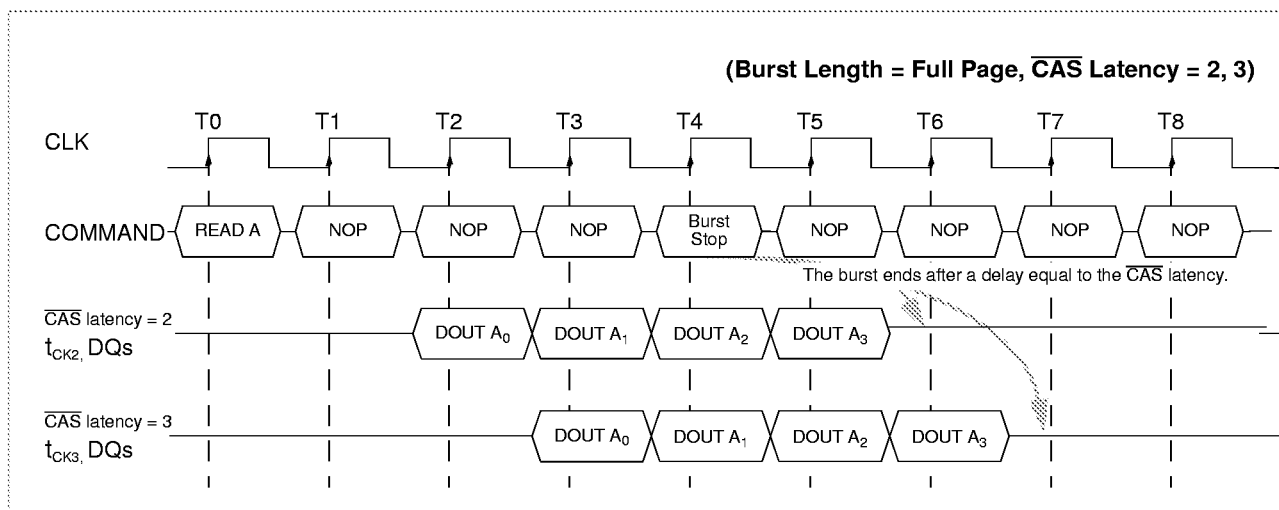 (Burst Length = Full Page, CAS Latency = 2, 3)
T0 T1 T2 T3 T4 T5 T6 T7 T8
CLK
COMMAND READ A NOP NOP NOP Burst Stop NOP NOP NOP NOP
The burst ends after a delay equal to the CAS latency.
CAS latency = 2
tCK2, DQs
DOUT A0 DOUT A1 DOUT A2 DOUT A3
CAS latency = 3
tCK3, DQs
DOUT A0 DOUT A1 DOUT A2 DOUT A3